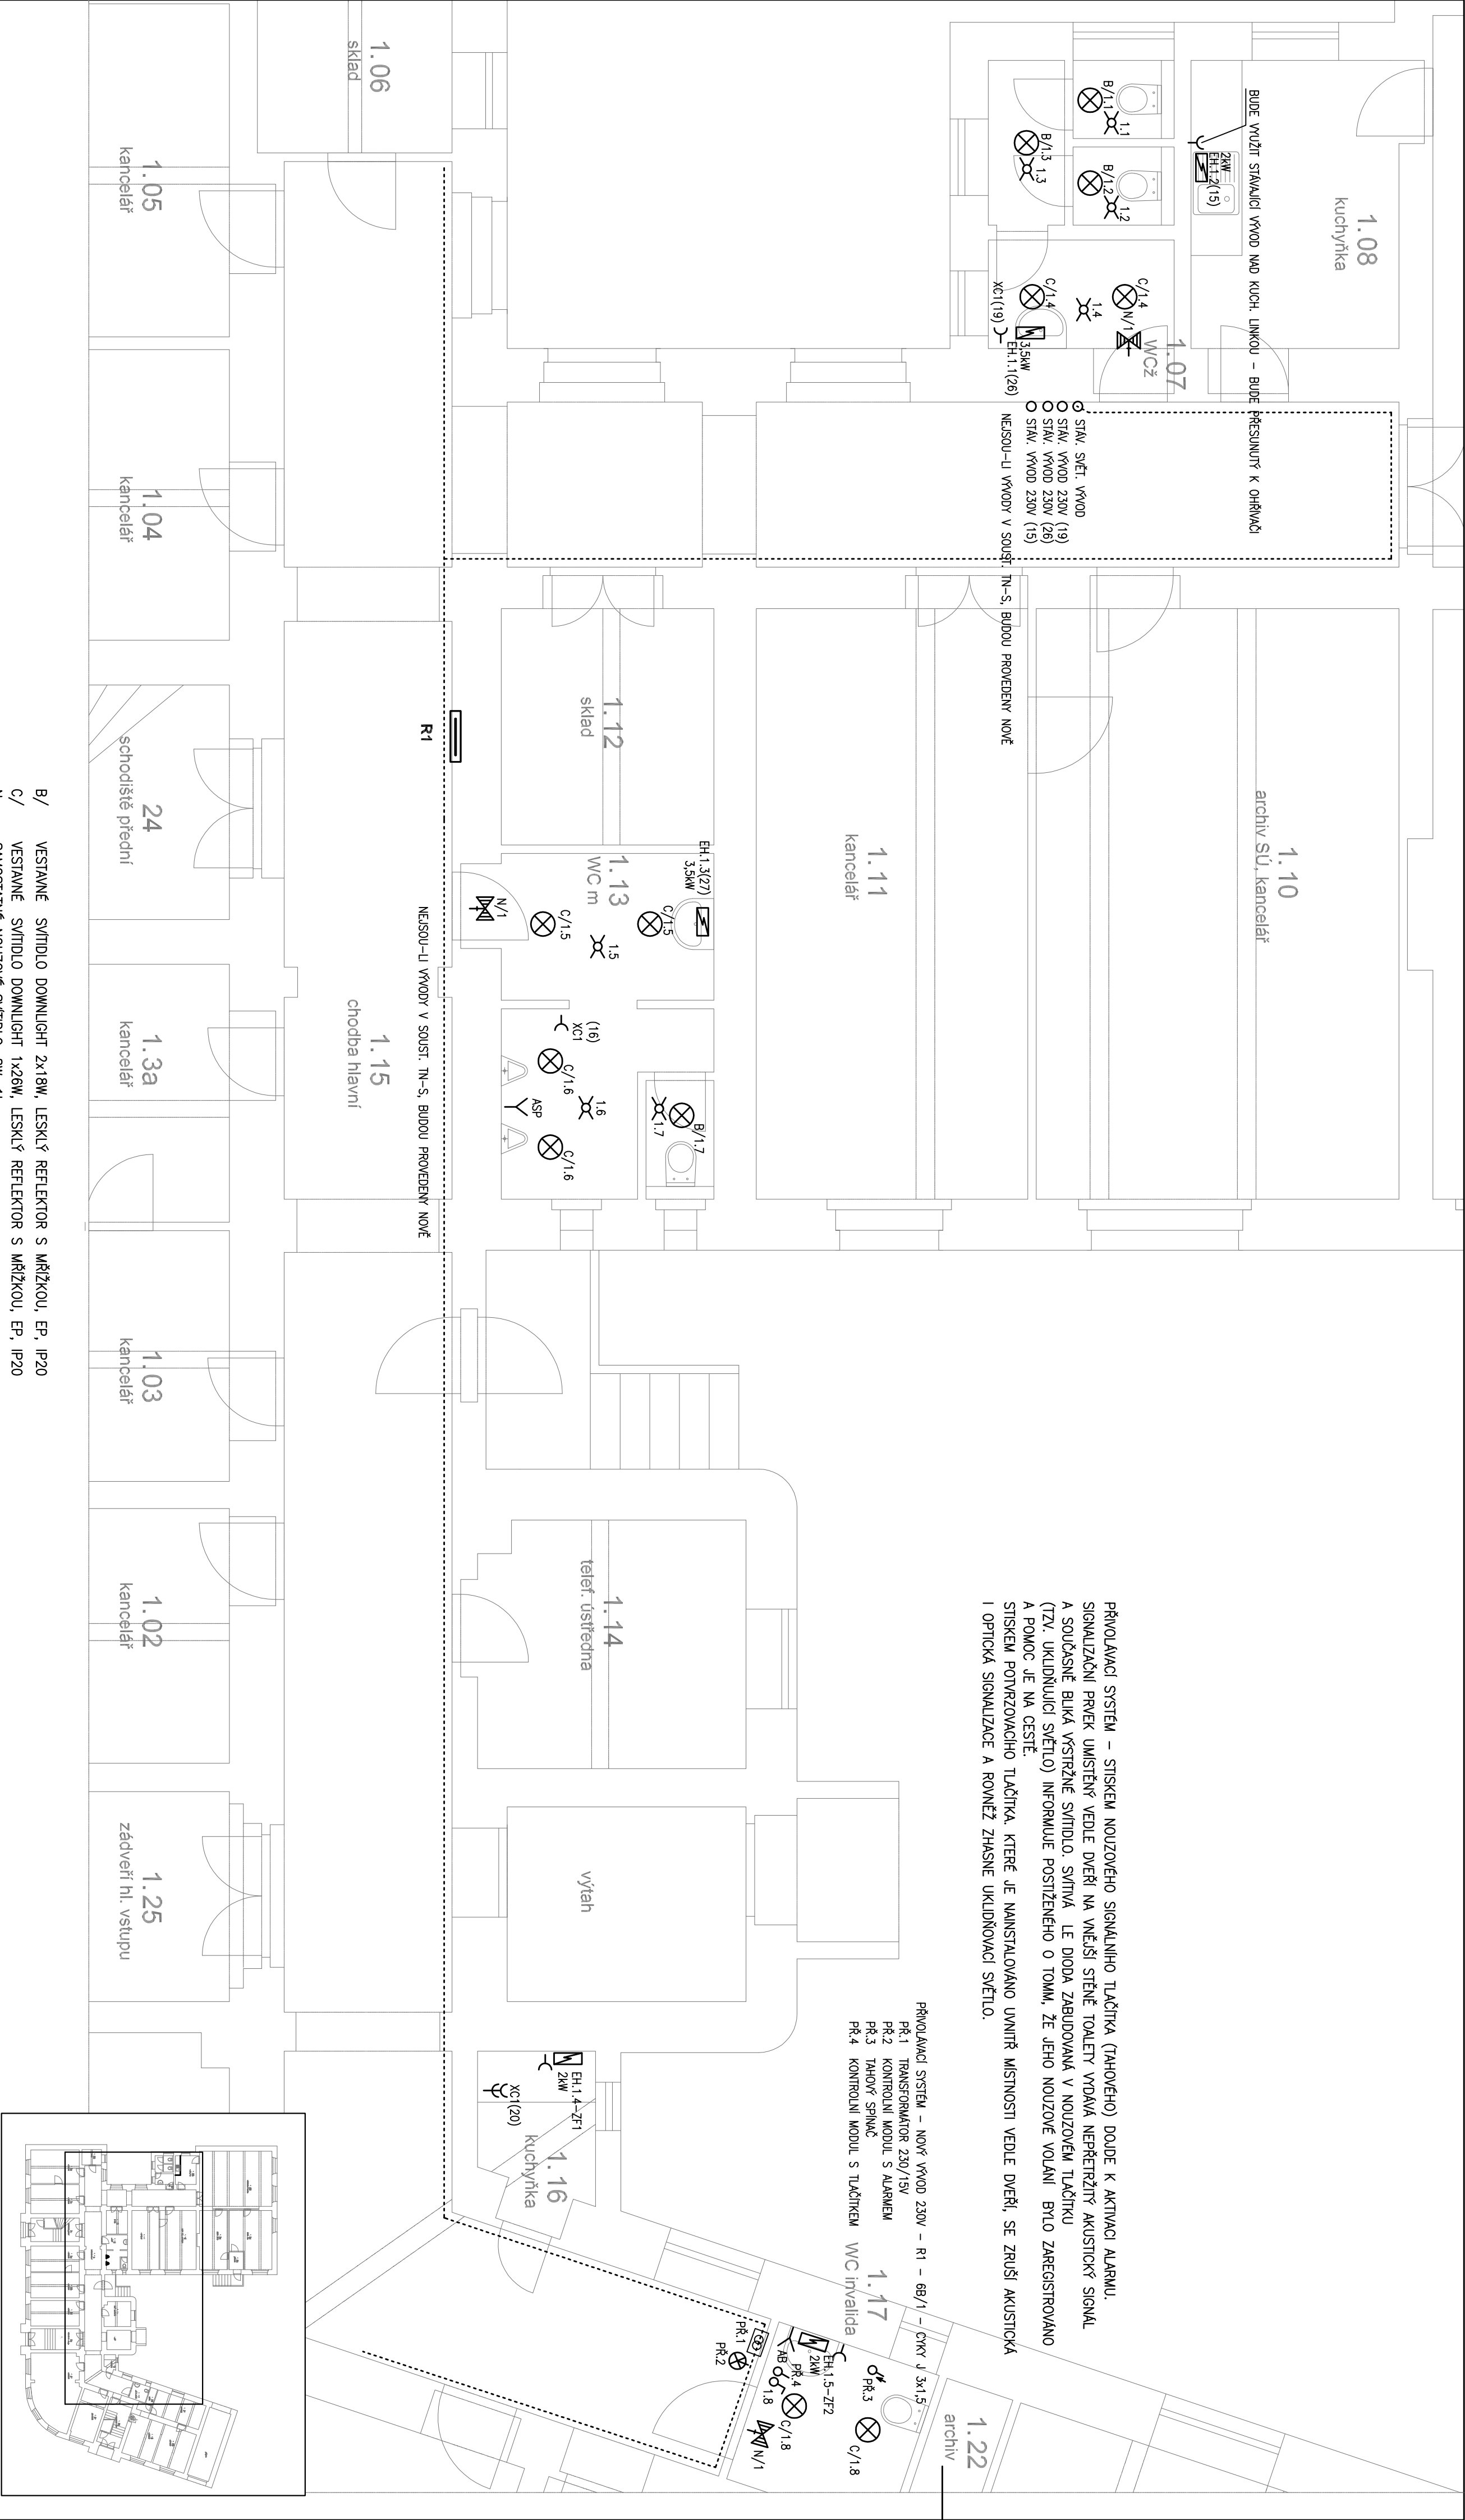 1.06
sklad
1.05
kancelář
1.04
kancelář
24
schodiště přední
1.3a
kancelář
1.03
kancelář
1.02
kancelář
1.25
zádveří hl. vstupu
1.08
kuchyňka
BUDE VYUŽIT STÁVAJÍCÍ VÝVOD NAD KUCH. LINKOU – BUDE PŘESUNUTÝ K OHŘÍVAČI
2kW
EH.1.2(15)
B/1.1
1.1
B/1.2
1.2
B/1.3
1.3
C/1.4
N/1
1.4
C/1.4
XC1(19)
3,5kW
EH.1.1(26)
1.07
WCž
STÁV. SVĚT. VÝVOD
STÁV. VÝVOD 230V (19)
STÁV. VÝVOD 230V (26)
STÁV. VÝVOD 230V (15)
NEJSOU-LI VÝVODY V SOUST. TN-S, BUDOU PROVEDENY NOVĚ
1.10
archiv SÚ, kancelář
1.11
kancelář
1.12
sklad
R1
1.13
WC m
EH.1.3(27)
3,5kW
C/1.5
1.5
C/1.5
N/1
NEJSOU-LI VÝVODY V SOUST. TN-S, BUDOU PROVEDENY NOVĚ
(16)
XC1
C/1.6
1.6
ASP
C/1.6
B/1.7
1.7
1.15
chodba hlavní
1.14
telef. ústředna
výtah
1.16
kuchyňka
EH.1.4-ZF1
2kW
XC1(20)
PŘIVOLÁVACÍ SYSTÉM – STISKEM NOUZOVÉHO SIGNÁLNÍHO TLAČÍTKA (TAHOVÉHO) DOJDE K AKTIVACI ALARMU.
SIGNALIZAČNÍ PRVEK UMÍSTĚNÝ VEDLE DVEŘÍ NA VNĚJŠÍ STĚNĚ TOALETY VYDÁVÁ NEPŘETRŽITÝ AKUSTICKÝ SIGNÁL
A SOUČASNĚ BLIKÁ VÝSTRŽNÉ SVÍTIDLO. SVÍTIVÁ LE DIODA ZABUDOVANÁ V NOUZOVÉM TLAČÍTKU
(TZV. UKLIDŇUJÍCÍ SVĚTLO) INFORMUJE POSTIŽENÉHO O TOMM, ŽE JEHO NOUZOVÉ VOLÁNÍ BYLO ZAREGISTROVÁNO
A POMOC JE NA CESTĚ.
STISKEM POTVRZOVACÍHO TLAČÍTKA. KTERÉ JE NAINSTALOVÁNO UVNITŘ MÍSTNOSTI VEDLE DVEŘÍ, SE ZRUŠÍ AKUSTICKÁ
I OPTICKÁ SIGNALIZACE A ROVNĚŽ ZHASNE UKLIDŇOVACÍ SVĚTLO.
PŘIVOLÁVACÍ SYSTÉM – NOVÝ VÝVOD 230V – R1 – 6B/1 – CYKY J 3x1,5
PŘ.1 TRANSFORMÁTOR 230/15V
PŘ.2 KONTROLNÍ MODUL S ALARMEM
PŘ.3 TAHOVÝ SPÍNAČ
PŘ.4 KONTROLNÍ MODUL S TLAČÍTKEM
1.17
WC invalida
PŘ.3
C/1.8
EH.1.5-ZF2
2kW
PŘ.4
AB
1.8
C/1.8
N/1
PŘ.1
PŘ.2
1.22
archiv
B/ VESTAVNÉ SVÍTIDLO DOWNLIGHT 2x18W, LESKLÝ REFLEKTOR S MŘÍŽKOU, EP, IP20
C/ VESTAVNÉ SVÍTIDLO DOWNLIGHT 1x26W, LESKLÝ REFLEKTOR S MŘÍŽKOU, EP, IP20